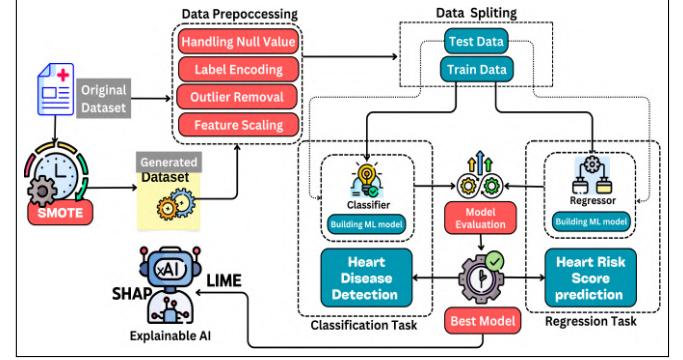 Data Prepoccessing
Handling Null Value
Label Encoding
Outlier Removal
Feature Scaling
Data Spliting
Test Data
Train Data
Original
Dataset
SMOTE
Generated
Dataset
Classifier
Building ML model
Model
Evaluation
Regressor
Building ML model
Heart
Disease
Detection
Classification Task
Best Model
Heart Risk
Score
prediction
Regression Task
xAI
SHAP
LIME
Explainable AI